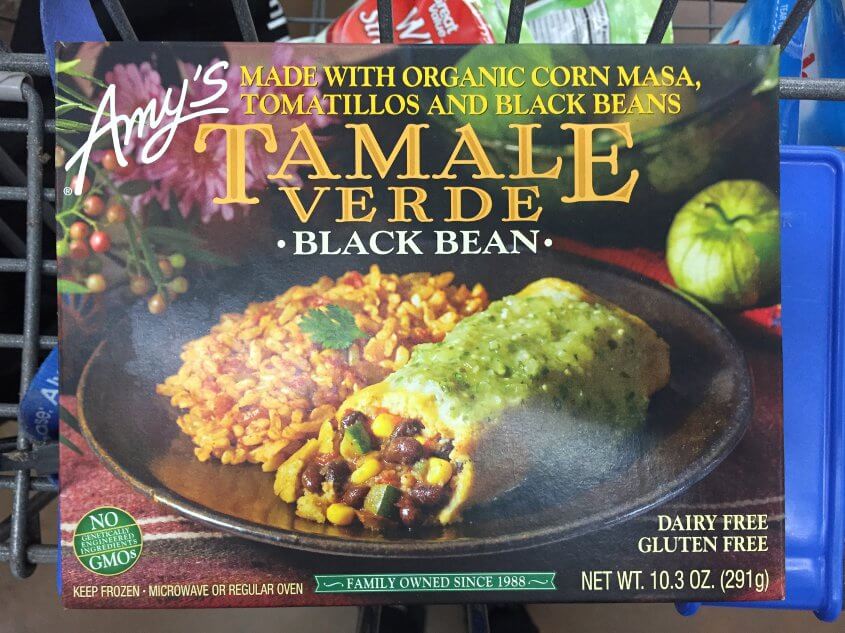 Great
Value
Amy's
®
MADE WITH ORGANIC CORN MASA,
TOMATILLOS AND BLACK BEANS
TAMALE
VERDE
• BLACK BEAN •
NO
GENETICALLY
ENGINEERED
INGREDIENTS
GMOs
DAIRY FREE
GLUTEN FREE
KEEP FROZEN • MICROWAVE OR REGULAR OVEN
FAMILY OWNED SINCE 1988
NET WT. 10.3 OZ. (291g)